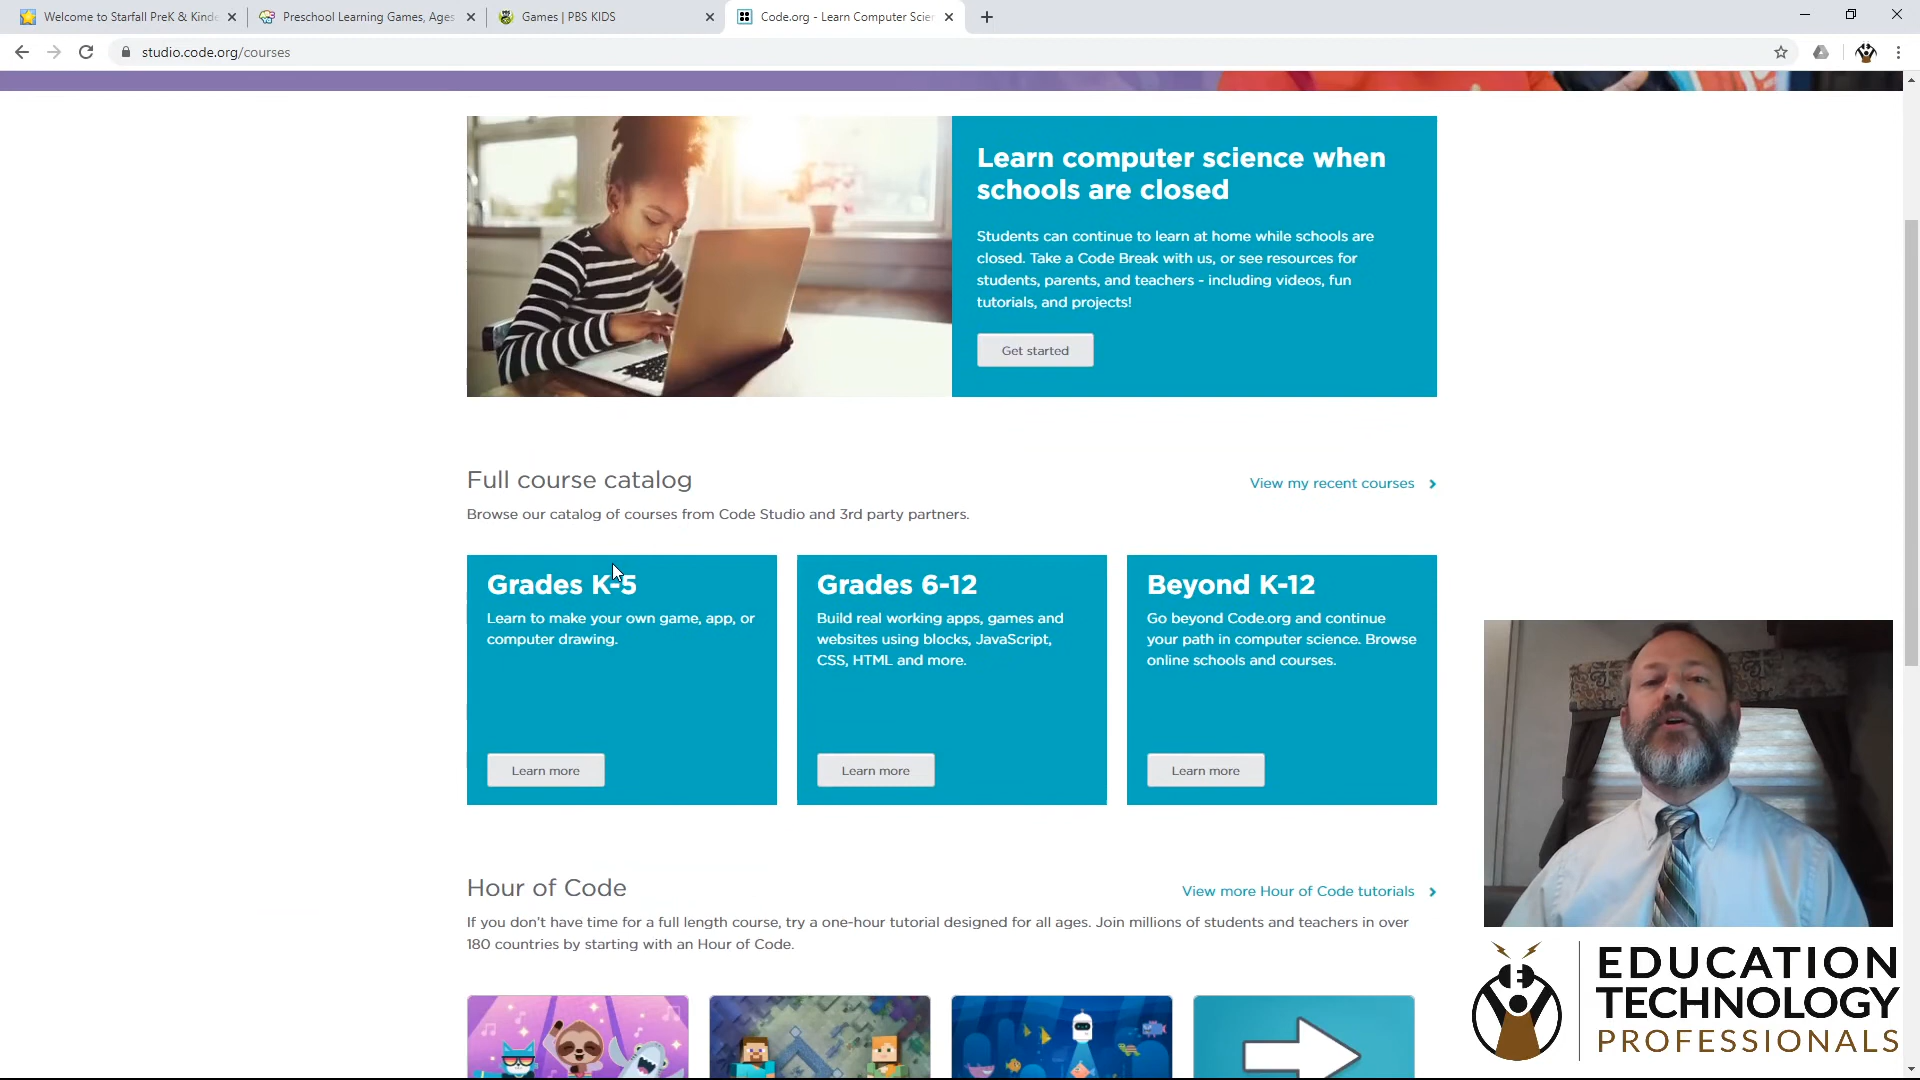 Welcome to Starfall PreK & Kinde
Preschool Learning Games, Ages
Games | PBS KIDS
Code.org - Learn Computer Scien
studio.code.org/courses
Learn computer science when
schools are closed
Students can continue to learn at home while schools are
closed. Take a Code Break with us, or see resources for
students, parents, and teachers - including videos, fun
tutorials, and projects!
Get started
Full course catalog
View my recent courses
Browse our catalog of courses from Code Studio and 3rd party partners.
Grades K-5
Learn to make your own game, app, or
computer drawing.
Learn more
Grades 6-12
Build real working apps, games and
websites using blocks, JavaScript,
CSS, HTML and more.
Learn more
Beyond K-12
Go beyond Code.org and continue
your path in computer science. Browse
online schools and courses.
Learn more
Hour of Code
View more Hour of Code tutorials
If you don't have time for a full length course, try a one-hour tutorial designed for all ages. Join millions of students and teachers in over
180 countries by starting with an Hour of Code.
EDUCATION
TECHNOLOGY
PROFESSIONALS